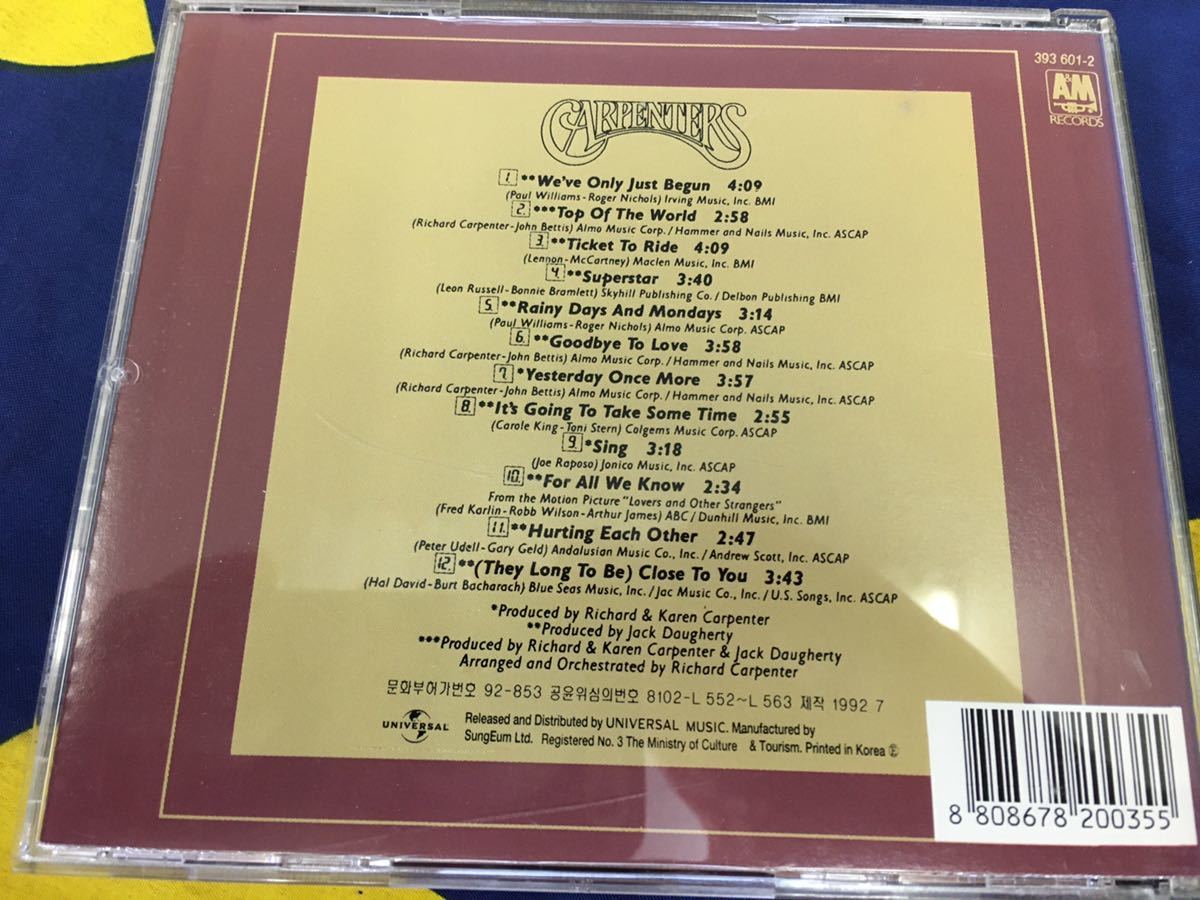 393 601-2
A&M
RECORDS
CARPENTERS
1. **We've Only Just Begun 4:09
(Paul Williams-Roger Nichols) Irving Music, Inc. BMI
2. ***Top Of The World 2:58
(Richard Carpenter-John Bettis) Almo Music Corp./Hammer and Nails Music, Inc. ASCAP
3. **Ticket To Ride 4:09
(Lennon-McCartney) Maclen Music, Inc. BMI
4. **Superstar 3:40
(Leon Russell-Bonnie Bramlett) Skyhill Publishing Co./Delbon Publishing BMI
5. **Rainy Days And Mondays 3:14
(Paul Williams-Roger Nichols) Almo Music Corp. ASCAP
6. **Goodbye To Love 3:58
(Richard Carpenter-John Bettis) Almo Music Corp./Hammer and Nails Music, Inc. ASCAP
7. *Yesterday Once More 3:57
(Richard Carpenter-John Bettis) Almo Music Corp./Hammer and Nails Music, Inc. ASCAP
8. **It's Going To Take Some Time 2:55
(Carole King-Toni Stern) Colgems Music Corp. ASCAP
9. *Sing 3:18
(Joe Raposo) Jonico Music, Inc. ASCAP
10. **For All We Know 2:34
From the Motion Picture "Lovers and Other Strangers"
(Fred Karlin-Robb Wilson-Arthur James) ABC/Dunhill Music, Inc. BMI
11. **Hurting Each Other 2:47
(Peter Udell-Gary Geld) Andalusian Music Co., Inc./Andrew Scott, Inc. ASCAP
12. **(They Long To Be) Close To You 3:43
(Hal David-Burt Bacharach) Blue Seas Music, Inc./Jac Music Co., Inc./U.S. Songs, Inc. ASCAP
*Produced by Richard & Karen Carpenter
**Produced by Jack Daugherty
***Produced by Richard & Karen Carpenter & Jack Daugherty
Arranged and Orchestrated by Richard Carpenter
문화부허가번호 92-853 공윤위심의번호 8102-L 552~L 563 제작 1992 7
UNIVERSAL
Released and Distributed by UNIVERSAL MUSIC. Manufactured by
SungEum Ltd. Registered No. 3 The Ministry of Culture & Tourism. Printed in Korea
8 808678 200355